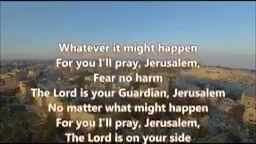 Whatever it might happen
For you I'll pray, Jerusalem,
Fear no harm
The Lord is your Guardian, Jerusalem
No matter what might happen
For you I'll pray, Jerusalem,
The Lord is on your side